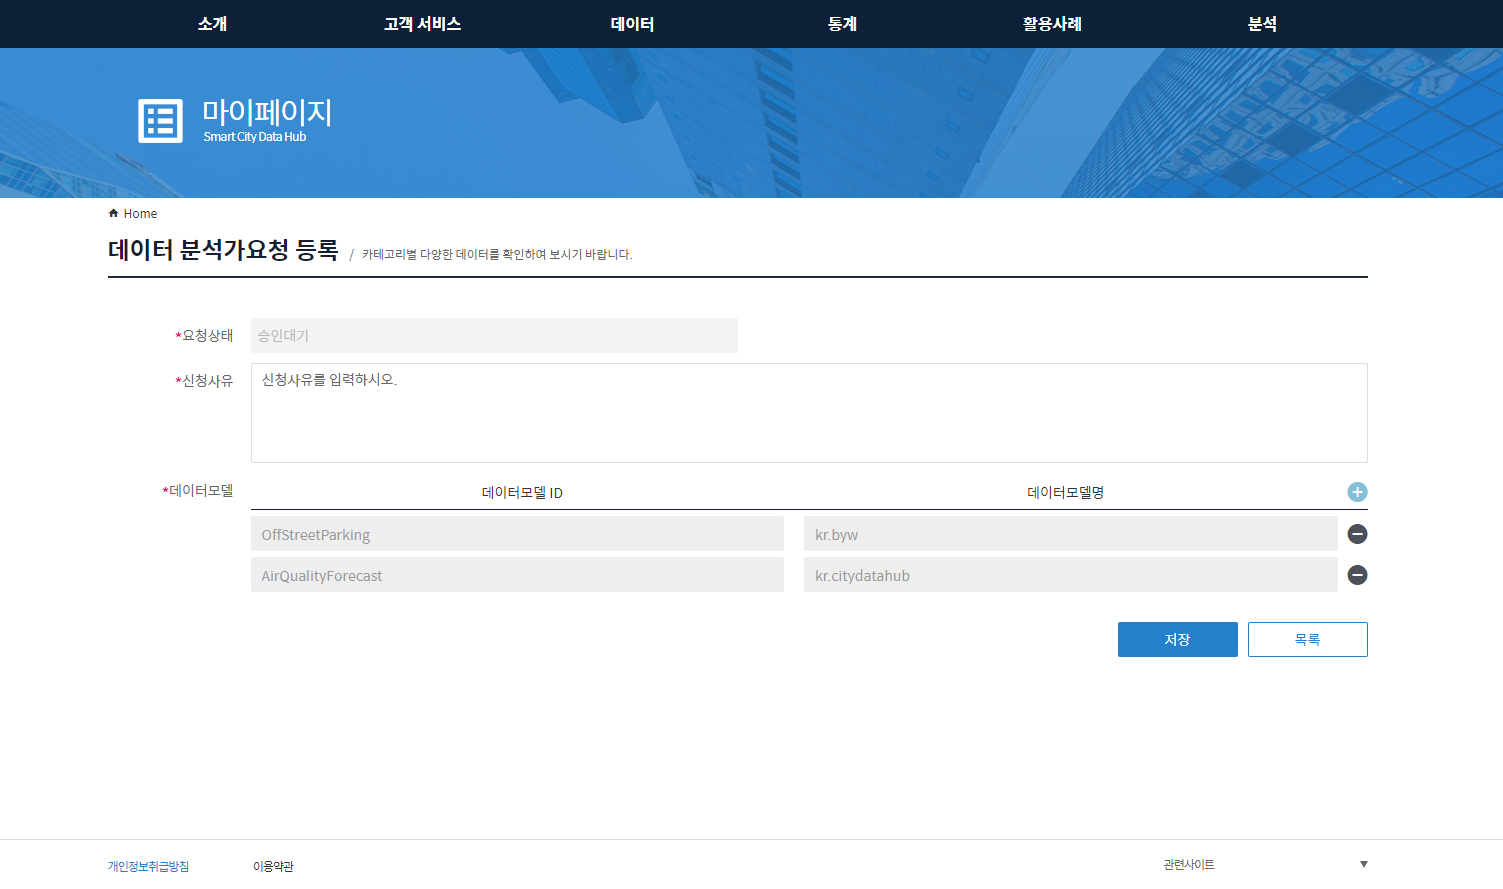 소개 고객 서비스 데이터 통계 활용사례 분석
마이페이지
Smart City Data Hub
Home
데이터 분석가요청 등록 / 카테고리별 다양한 데이터를 확인하여 보시기 바랍니다.
*요청상태 승인대기
*신청사유 신청사유를 입력하시오.
*데이터모델 데이터모델 ID 데이터모델명
OffStreetParking kr.byw
AirQualityForecast kr.citydatahub
저장 목록
개인정보취급방침 이용약관 관련사이트